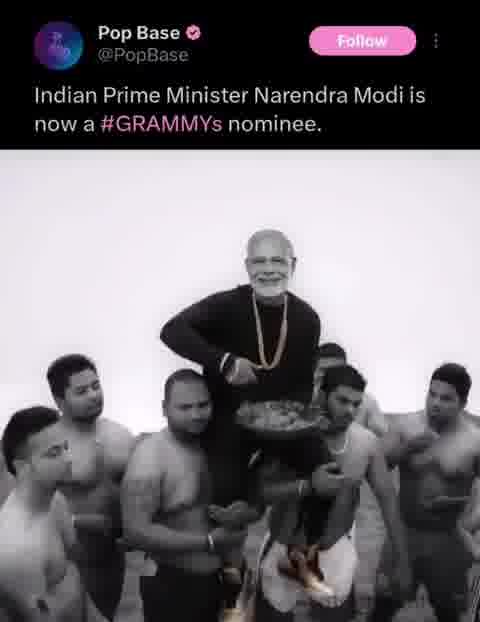 Pop Base
@PopBase
Follow
Indian Prime Minister Narendra Modi is
now a #GRAMMYs nominee.